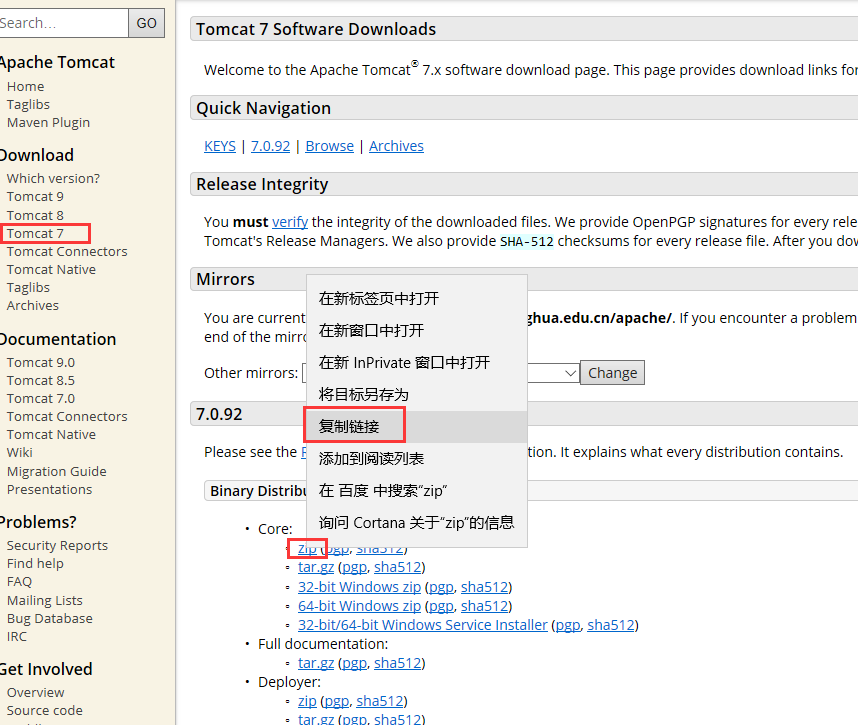 Search...
GO
Apache Tomcat
Home
Taglibs
Maven Plugin
Download
Which version?
Tomcat 9
Tomcat 8
Tomcat 7
Tomcat Connectors
Tomcat Native
Taglibs
Archives
Documentation
Tomcat 9.0
Tomcat 8.5
Tomcat 7.0
Tomcat Connectors
Tomcat Native
Wiki
Migration Guide
Presentations
Problems?
Security Reports
Find help
FAQ
Mailing Lists
Bug Database
IRC
Get Involved
Overview
Source code
Tomcat 7 Software Downloads
Welcome to the Apache Tomcat® 7.x software download page. This page provides download links for
Quick Navigation
KEYS | 7.0.92 | Browse | Archives
Release Integrity
You must verify the integrity of the downloaded files. We provide OpenPGP signatures for every rele
Tomcat's Release Managers. We also provide SHA-512 checksums for every release file. After you dow
Mirrors
You are current
ghua.edu.cn/apache/. If you encounter a problem
end of the mirro
Other mirrors:
Change
7.0.92
Please see the
tion. It explains what every distribution contains.
Binary Distribu
在新标签页中打开
在新窗口中打开
在新 InPrivate 窗口中打开
将目标另存为
复制链接
添加到阅读列表
在 百度 中搜索“zip”
询问 Cortana 关于“zip”的信息
• Core:
zip (pgp, sha512)
tar.gz (pgp, sha512)
32-bit Windows zip (pgp, sha512)
64-bit Windows zip (pgp, sha512)
32-bit/64-bit Windows Service Installer (pgp, sha512)
• Full documentation:
tar.gz (pgp, sha512)
• Deployer:
zip (pgp, sha512)
tar.gz (pgp, sha512)